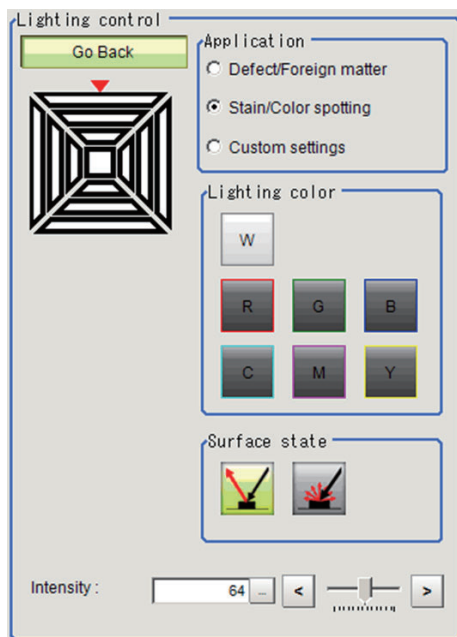 Lighting control
Go Back
Application
Defect/Foreign matter
Stain/Color spotting
Custom settings
Lighting color
W
R G B
C M Y
Surface state
Intensity : 64 ... < >